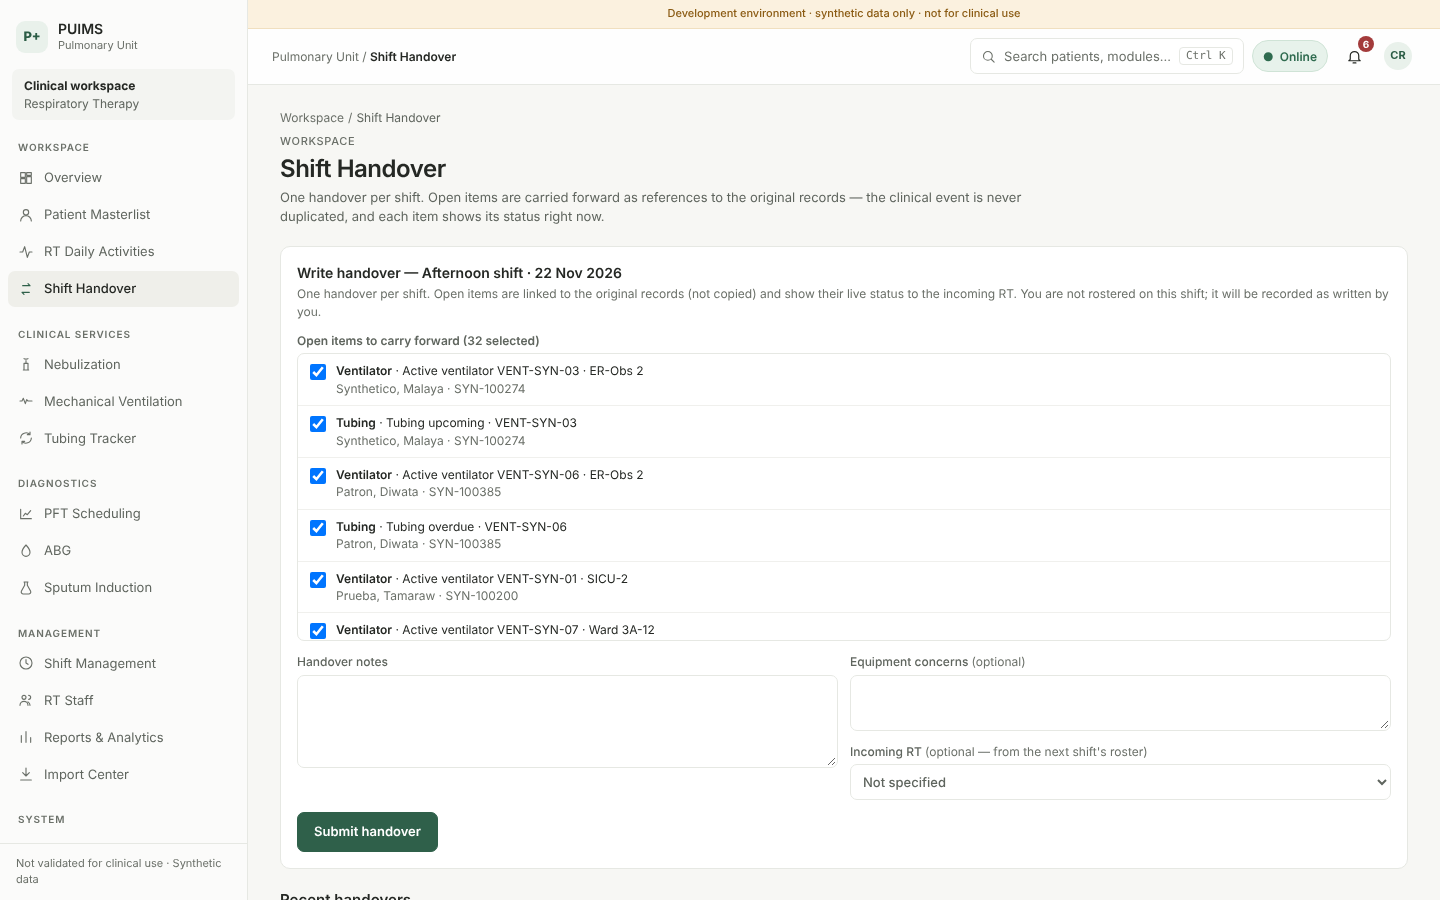 Development environment · synthetic data only · not for clinical use
P+
PUIMS
Pulmonary Unit
Clinical workspace
Respiratory Therapy
WORKSPACE
Overview
Patient Masterlist
RT Daily Activities
Shift Handover
CLINICAL SERVICES
Nebulization
Mechanical Ventilation
Tubing Tracker
DIAGNOSTICS
PFT Scheduling
ABG
Sputum Induction
MANAGEMENT
Shift Management
RT Staff
Reports & Analytics
Import Center
SYSTEM
Not validated for clinical use · Synthetic
data
Pulmonary Unit / Shift Handover
Search patients, modules... Ctrl K
Online
6
CR
Workspace / Shift Handover
WORKSPACE
Shift Handover
One handover per shift. Open items are carried forward as references to the original records — the clinical event is never
duplicated, and each item shows its status right now.
Write handover — Afternoon shift · 22 Nov 2026
One handover per shift. Open items are linked to the original records (not copied) and show their live status to the incoming RT. You are not rostered on this shift; it will be recorded as written by
you.
Open items to carry forward (32 selected)
Ventilator · Active ventilator VENT-SYN-03 · ER-Obs 2
Synthetico, Malaya · SYN-100274
Tubing · Tubing upcoming · VENT-SYN-03
Synthetico, Malaya · SYN-100274
Ventilator · Active ventilator VENT-SYN-06 · ER-Obs 2
Patron, Diwata · SYN-100385
Tubing · Tubing overdue · VENT-SYN-06
Patron, Diwata · SYN-100385
Ventilator · Active ventilator VENT-SYN-01 · SICU-2
Prueba, Tamaraw · SYN-100200
Ventilator · Active ventilator VENT-SYN-07 · Ward 3A-12
Handover notes
Equipment concerns (optional)
Incoming RT (optional — from the next shift's roster)
Not specified
Submit handover
Recent handovers